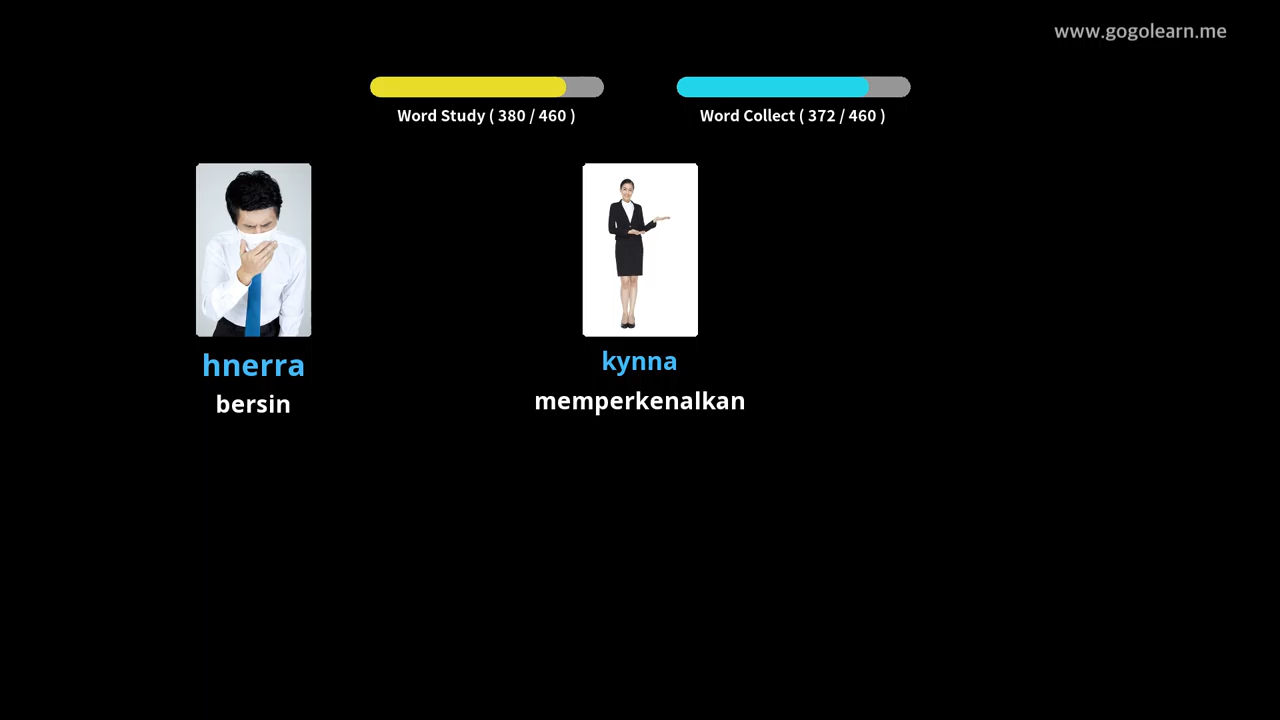 www.gogolearn.me
Word Study ( 380 / 460 )
Word Collect ( 372 / 460 )
hnerra
bersin
kynna
memperkenalkan